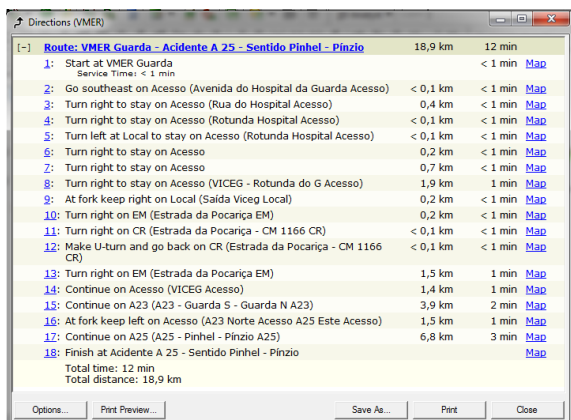 Directions (VMER)
[-] Route: VMER Guarda - Acidente A 25 - Sentido Pinhel - Pínzio 18,9 km 12 min
1: Start at VMER Guarda < 1 min Map
Service Time: < 1 min
2: Go southeast on Acesso (Avenida do Hospital da Guarda Acesso) < 0,1 km < 1 min Map
3: Turn right to stay on Acesso (Rua do Hospital Acesso) 0,4 km < 1 min Map
4: Turn right to stay on Acesso (Rotunda Hospital Acesso) < 0,1 km < 1 min Map
5: Turn left at Local to stay on Acesso (Rotunda Hospital Acesso) < 0,1 km < 1 min Map
6: Turn right to stay on Acesso 0,2 km < 1 min Map
7: Turn right to stay on Acesso 0,7 km < 1 min Map
8: Turn right to stay on Acesso (VICEG - Rotunda do G Acesso) 1,9 km 1 min Map
9: At fork keep right on Local (Saída Viceg Local) 0,2 km < 1 min Map
10: Turn right on EM (Estrada da Pocariça EM) 0,2 km < 1 min Map
11: Turn right on CR (Estrada da Pocariça - CM 1166 CR) < 0,1 km < 1 min Map
12: Make U-turn and go back on CR (Estrada da Pocariça - CM 1166 < 0,1 km < 1 min Map
CR)
13: Turn right on EM (Estrada da Pocariça EM) 1,5 km 1 min Map
14: Continue on Acesso (VICEG Acesso) 1,4 km 1 min Map
15: Continue on A23 (A23 - Guarda S - Guarda N A23) 3,9 km 2 min Map
16: At fork keep left on Acesso (A23 Norte Acesso A25 Este Acesso) 1,5 km 1 min Map
17: Continue on A25 (A25 - Pinhel - Pínzio A25) 6,8 km 3 min Map
18: Finish at Acidente A 25 - Sentido Pinhel - Pínzio Map
Total time: 12 min
Total distance: 18,9 km
Options... Print Preview... Save As... Print Close